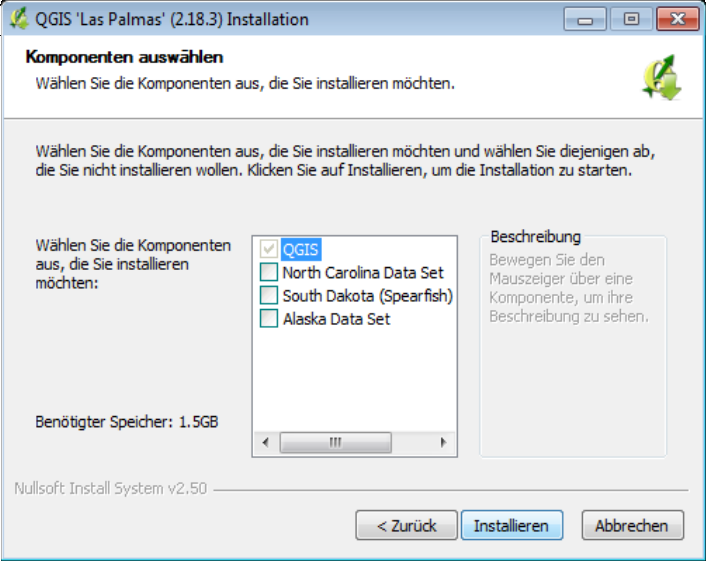 QGIS 'Las Palmas' (2.18.3) Installation
Komponenten auswählen
Wählen Sie die Komponenten aus, die Sie installieren möchten.
Wählen Sie die Komponenten aus, die Sie installieren möchten und wählen Sie diejenigen ab,
die Sie nicht installieren wollen. Klicken Sie auf Installieren, um die Installation zu starten.
Wählen Sie die Komponenten
aus, die Sie installieren
möchten:
QGIS
North Carolina Data Set
South Dakota (Spearfish)
Alaska Data Set
Beschreibung
Bewegen Sie den
Mauszeiger über eine
Komponente, um ihre
Beschreibung zu sehen.
Benötigter Speicher: 1.5GB
Nullsoft Install System v2.50
< Zurück
Installieren
Abbrechen